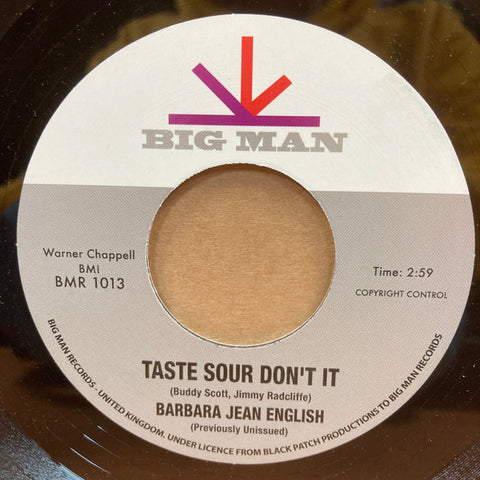 BIG MAN
Warner Chappell
BMI
BMR 1013
Time: 2:59
COPYRIGHT CONTROL
TASTE SOUR DON'T IT
(Buddy Scott, Jimmy Radcliffe)
BARBARA JEAN ENGLISH
(Previously Unissued)
BIG MAN RECORDS - UNITED KINGDOM. UNDER LICENCE FROM BLACK PATCH PRODUCTIONS TO BIG MAN RECORDS